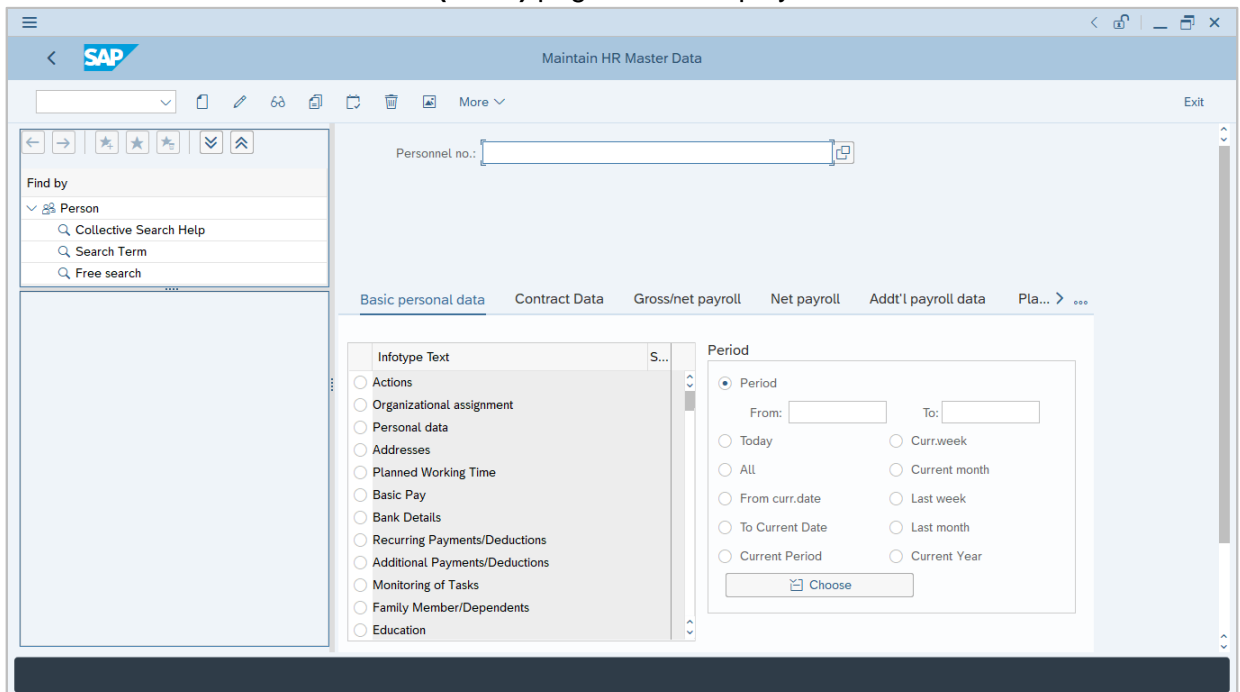 SAP
Maintain HR Master Data
More
Exit
Find by
Person
Collective Search Help
Search Term
Free search
Personnel no.:
Basic personal data Contract Data Gross/net payroll Net payroll Addt'l payroll data Pla...
Infotype Text S...
Actions
Organizational assignment
Personal data
Addresses
Planned Working Time
Basic Pay
Bank Details
Recurring Payments/Deductions
Additional Payments/Deductions
Monitoring of Tasks
Family Member/Dependents
Education
Period
Period
From: To:
Today Curr.week
All Current month
From curr.date Last week
To Current Date Last month
Current Period Current Year
Choose